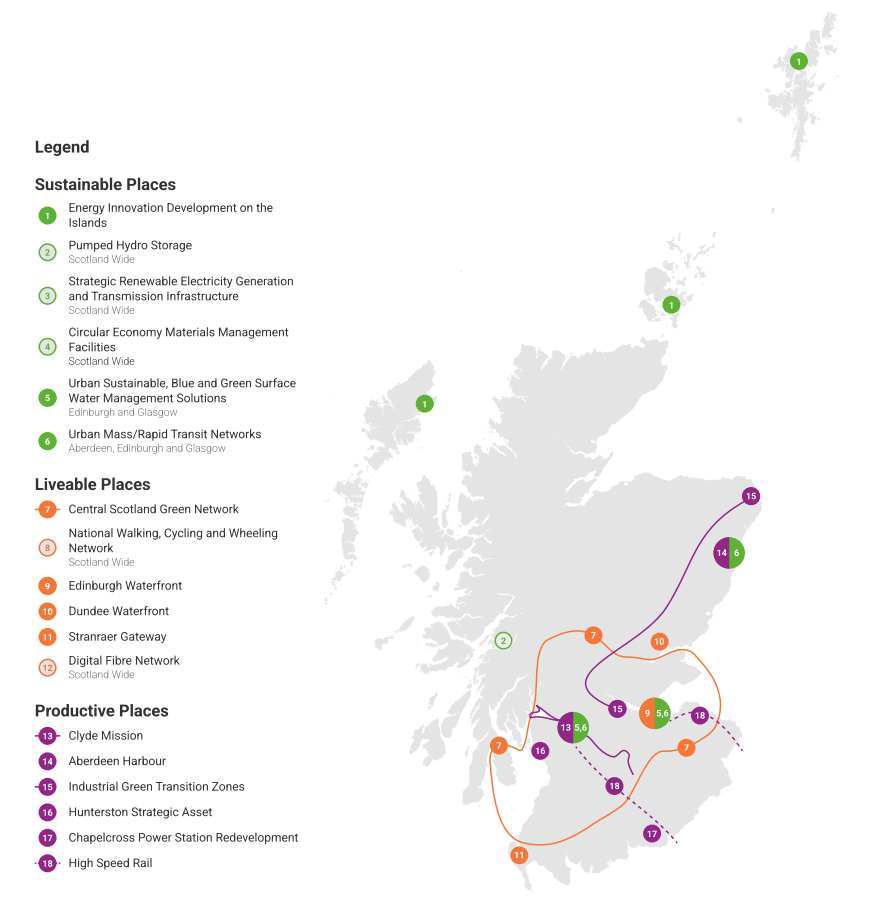 Legend
Sustainable Places
1 Energy Innovation Development on the
Islands
2 Pumped Hydro Storage
Scotland Wide
3 Strategic Renewable Electricity Generation
and Transmission Infrastructure
Scotland Wide
4 Circular Economy Materials Management
Facilities
Scotland Wide
5 Urban Sustainable, Blue and Green Surface
Water Management Solutions
Edinburgh and Glasgow
6 Urban Mass/Rapid Transit Networks
Aberdeen, Edinburgh and Glasgow
Liveable Places
7 Central Scotland Green Network
8 National Walking, Cycling and Wheeling
Network
Scotland Wide
9 Edinburgh Waterfront
10 Dundee Waterfront
11 Stranraer Gateway
12 Digital Fibre Network
Scotland Wide
Productive Places
13 Clyde Mission
14 Aberdeen Harbour
15 Industrial Green Transition Zones
16 Hunterston Strategic Asset
17 Chapelcross Power Station Redevelopment
18 High Speed Rail
1
1
1
15
14 6
7
2
10
15
9 5,6
18
13 5,6
7
16
7
18
17
11